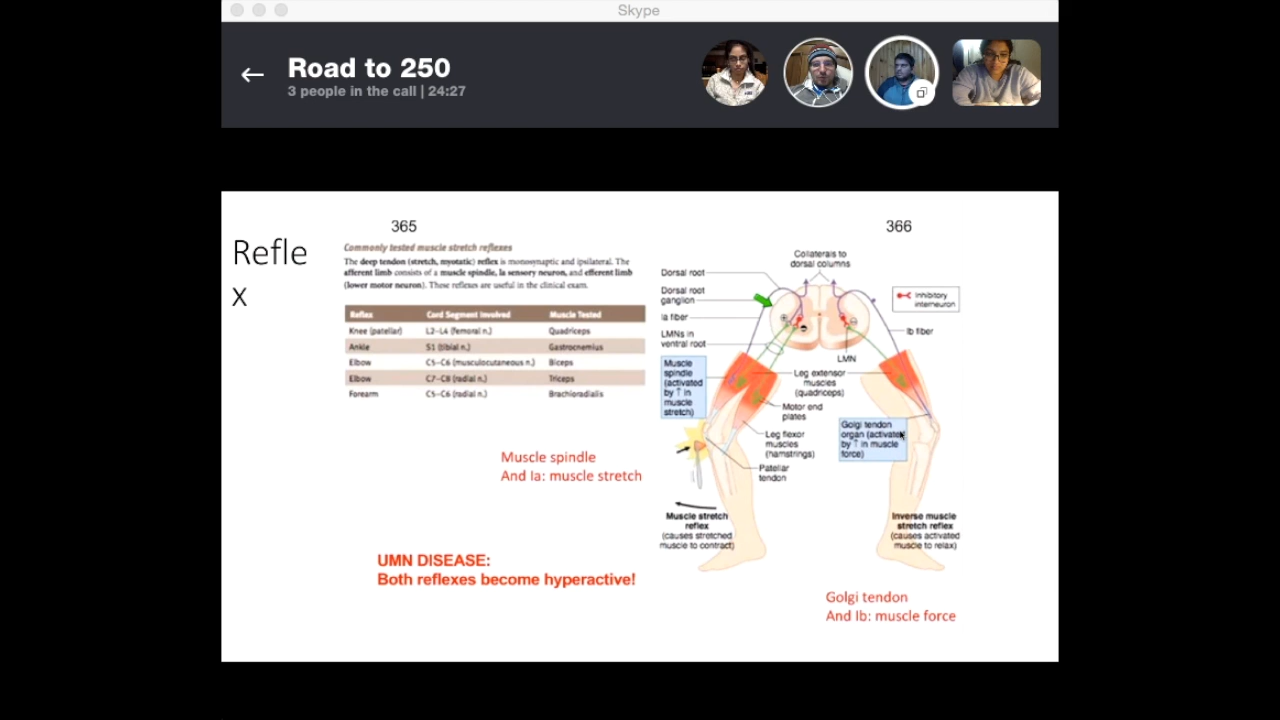 Skype
Road to 250
3 people in the call | 24:27
Refle
x
365
Commonly tested muscle stretch reflexes
The deep tendon (stretch, myotatic) reflex is monosynaptic and ipsilateral. The
afferent limb consists of a muscle spindle, Ia sensory neuron, and efferent limb
(lower motor neuron). These reflexes are useful in the clinical exam.
Reflex Cord Segment Involved Muscle Tested
Knee (patellar) L2–L4 (femoral n.) Quadriceps
Ankle S1 (tibial n.) Gastrocnemius
Elbow C5–C6 (musculocutaneous n.) Biceps
Elbow C7–C8 (radial n.) Triceps
Forearm C5–C6 (radial n.) Brachioradialis
Muscle spindle
And Ia: muscle stretch
UMN DISEASE:
Both reflexes become hyperactive!
366
Collaterals to
dorsal columns
Dorsal root
Dorsal root
ganglion
Ia fiber
LMNs in
ventral root
Inhibitory
interneuron
Ib fiber
LMN
Muscle
spindle
(activated
by ↑ in
muscle
stretch)
Leg extensor
muscles
(quadriceps)
Motor end
plates
Leg flexor
muscles
(hamstrings)
Patellar
tendon
Golgi tendon
organ (activated
by ↑ in muscle
force)
Muscle stretch
reflex
(causes stretched
muscle to contract)
Inverse muscle
stretch reflex
(causes activated
muscle to relax)
Golgi tendon
And Ib: muscle force